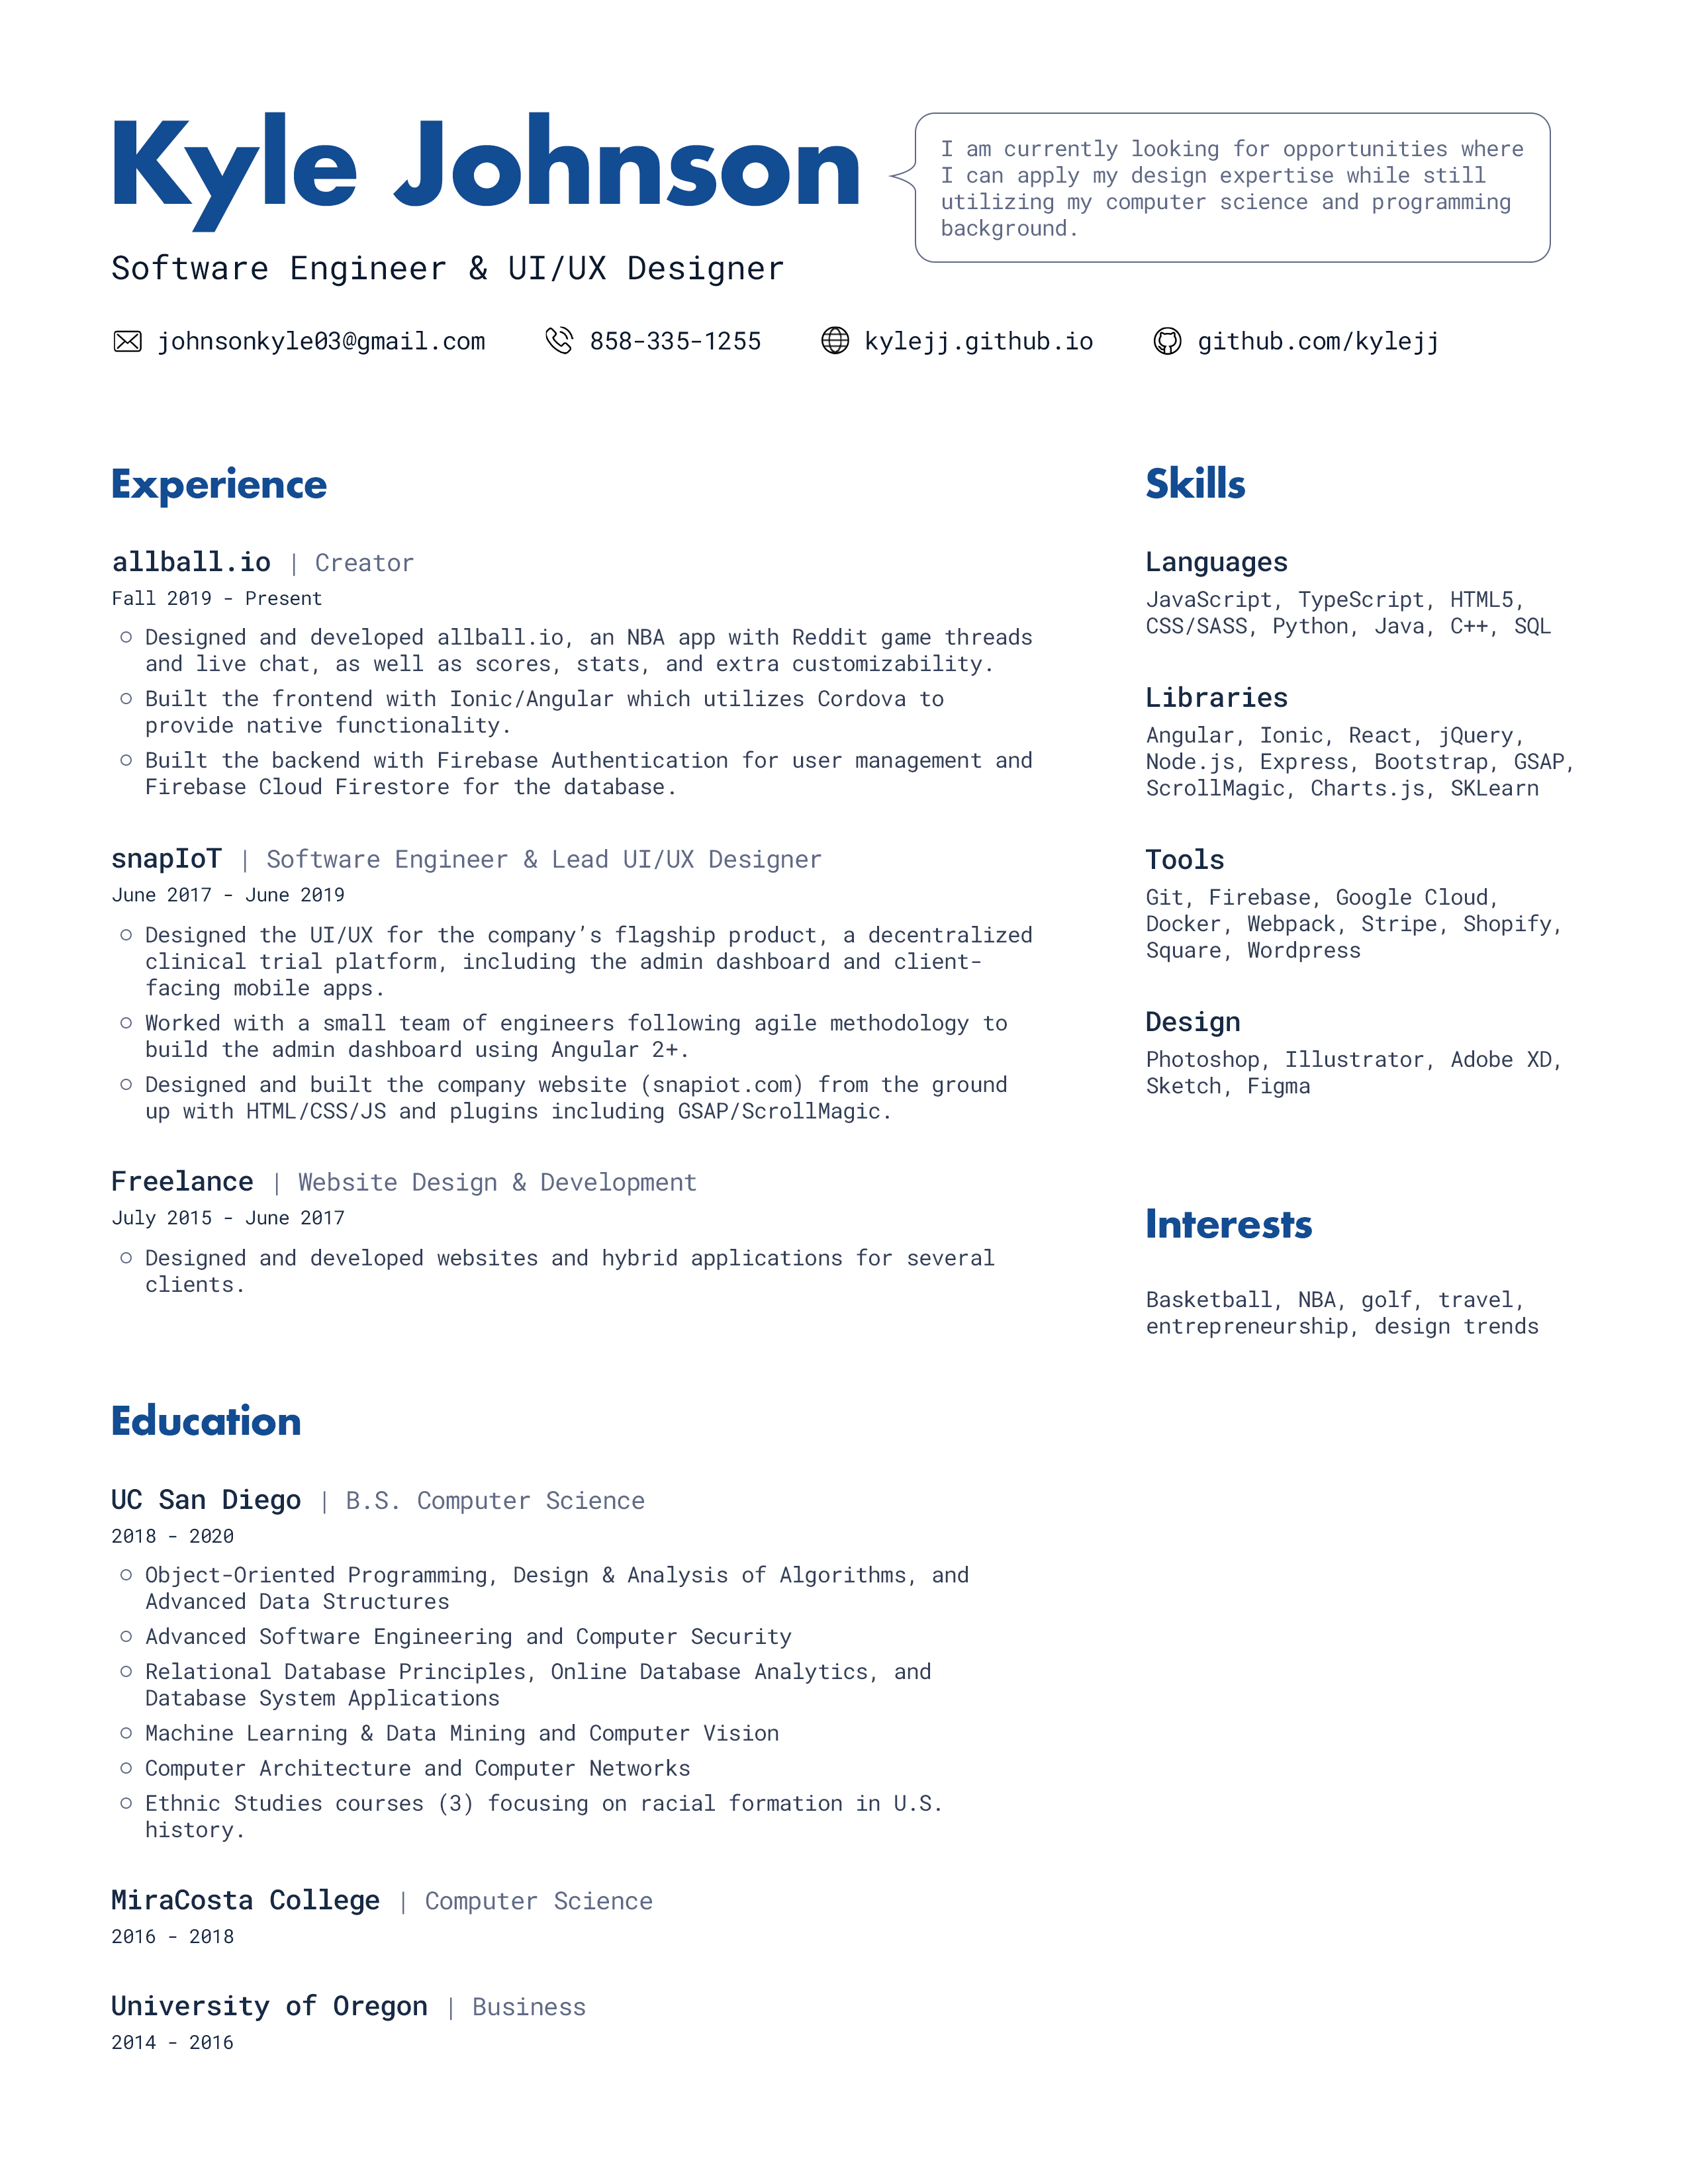 Kyle Johnson
Software Engineer & UI/UX Designer
I am currently looking for opportunities where
I can apply my design expertise while still
utilizing my computer science and programming
background.
johnsonkyle03@gmail.com
858-335-1255
kylejj.github.io
github.com/kylejj
Experience
allball.io | Creator
Fall 2019 - Present
Designed and developed allball.io, an NBA app with Reddit game threads
and live chat, as well as scores, stats, and extra customizability.
Built the frontend with Ionic/Angular which utilizes Cordova to
provide native functionality.
Built the backend with Firebase Authentication for user management and
Firebase Cloud Firestore for the database.
snapIoT | Software Engineer & Lead UI/UX Designer
June 2017 - June 2019
Designed the UI/UX for the company’s flagship product, a decentralized
clinical trial platform, including the admin dashboard and client-
facing mobile apps.
Worked with a small team of engineers following agile methodology to
build the admin dashboard using Angular 2+.
Designed and built the company website (snapiot.com) from the ground
up with HTML/CSS/JS and plugins including GSAP/ScrollMagic.
Freelance | Website Design & Development
July 2015 - June 2017
Designed and developed websites and hybrid applications for several
clients.
Education
UC San Diego | B.S. Computer Science
2018 - 2020
Object-Oriented Programming, Design & Analysis of Algorithms, and
Advanced Data Structures
Advanced Software Engineering and Computer Security
Relational Database Principles, Online Database Analytics, and
Database System Applications
Machine Learning & Data Mining and Computer Vision
Computer Architecture and Computer Networks
Ethnic Studies courses (3) focusing on racial formation in U.S.
history.
MiraCosta College | Computer Science
2016 - 2018
University of Oregon | Business
2014 - 2016
Skills
Languages
JavaScript, TypeScript, HTML5,
CSS/SASS, Python, Java, C++, SQL
Libraries
Angular, Ionic, React, jQuery,
Node.js, Express, Bootstrap, GSAP,
ScrollMagic, Charts.js, SKLearn
Tools
Git, Firebase, Google Cloud,
Docker, Webpack, Stripe, Shopify,
Square, Wordpress
Design
Photoshop, Illustrator, Adobe XD,
Sketch, Figma
Interests
Basketball, NBA, golf, travel,
entrepreneurship, design trends